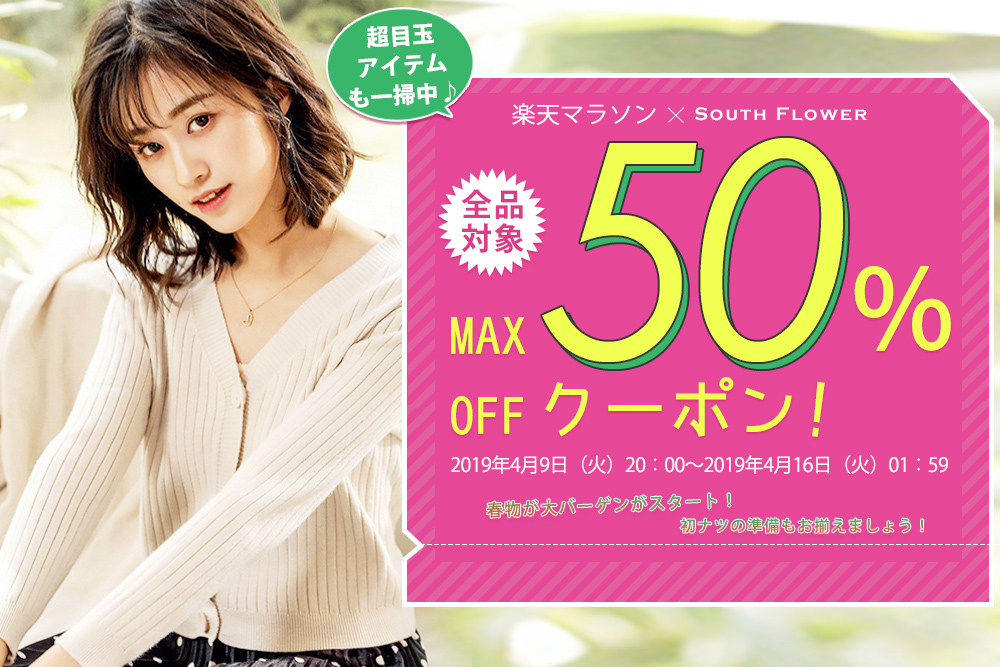 超目玉
アイテム
も一掃中♪
楽天マラソン × SOUTH FLOWER
全品
対象
MAX 50%
OFF クーポン!
2019年4月9日（火）20：00～2019年4月16日（火）01：59
春物が大バーゲンがスタート！
初ナツの準備もお揃えましょう！